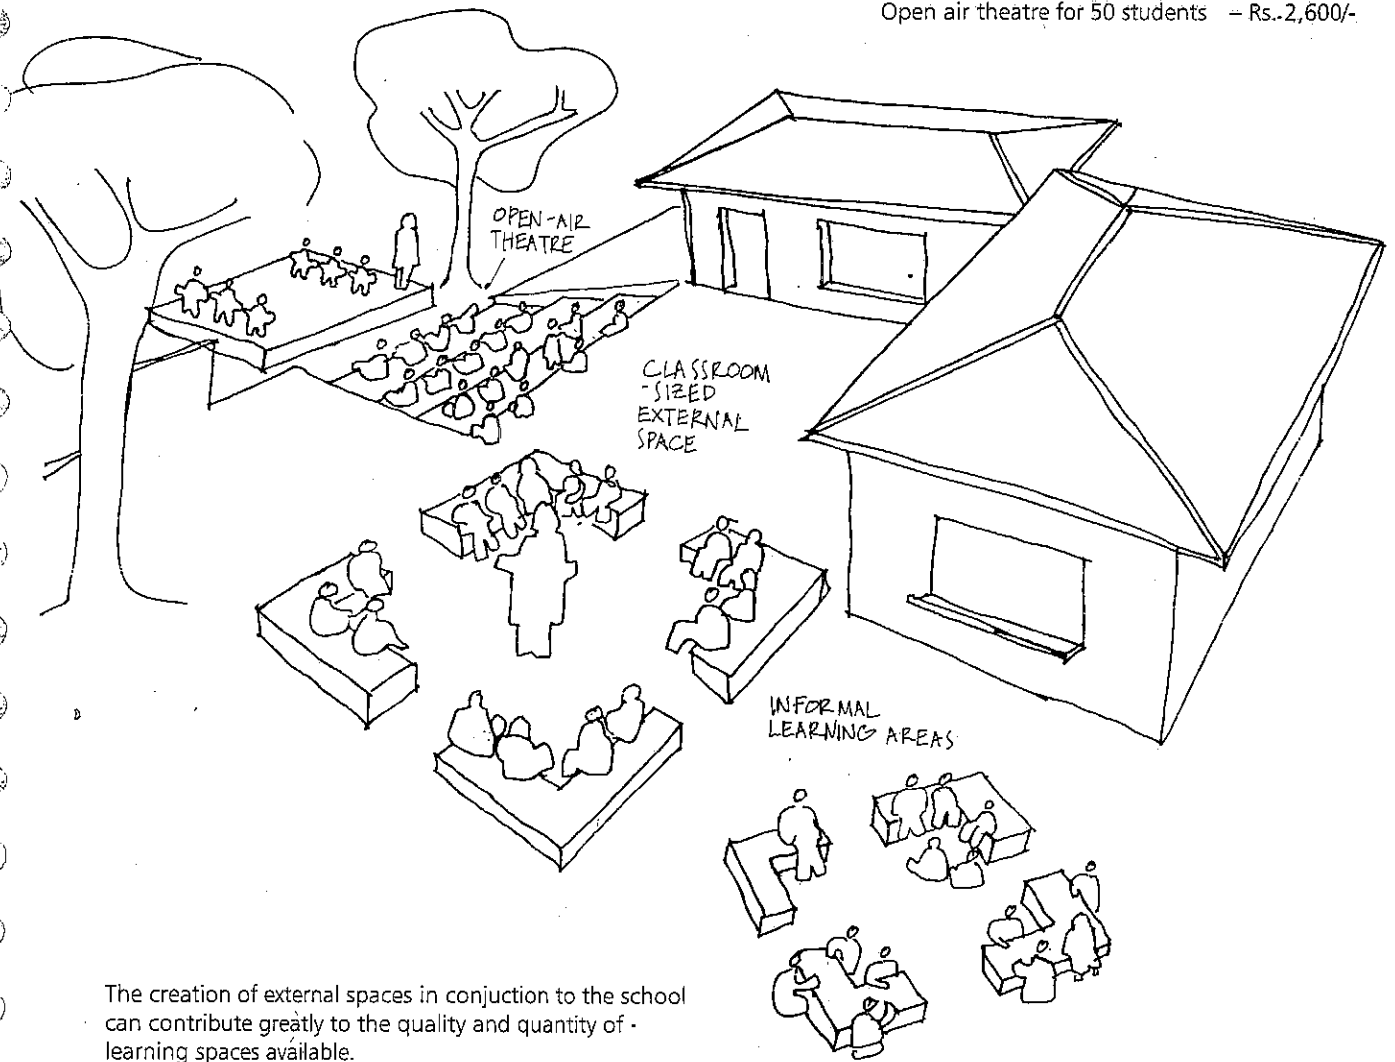 Open air theatre for 50 students – Rs. 2,600/-
OPEN-AIR
THEATRE
CLASSROOM
-SIZED
EXTERNAL
SPACE
INFORMAL
LEARNING AREAS
The creation of external spaces in conjuction to the school
can contribute greatly to the quality and quantity of
learning spaces available.